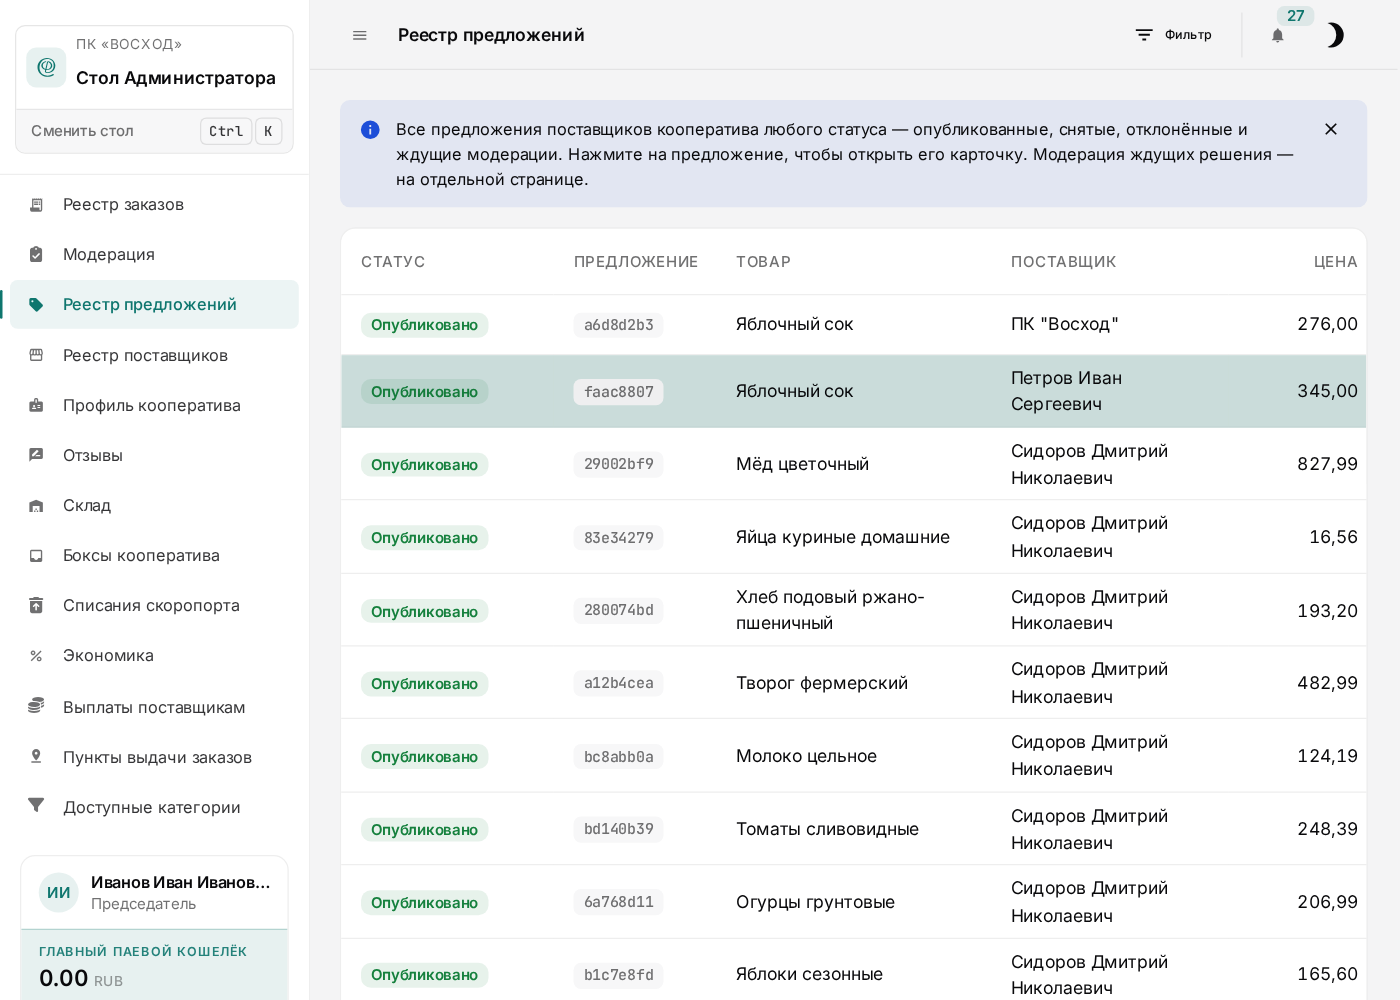 ПК «ВОСХОД»
Стол Администратора
Сменить стол Ctrl K
Реестр заказов
Модерация
Реестр предложений
Реестр поставщиков
Профиль кооператива
Отзывы
Склад
Боксы кооператива
Списания скоропорта
Экономика
Выплаты поставщикам
Пункты выдачи заказов
Доступные категории
ИИ
Иванов Иван Иванов...
Председатель
ГЛАВНЫЙ ПАЕВОЙ КОШЕЛЁК
0.00 RUB
Реестр предложений
Фильтр
27
Все предложения поставщиков кооператива любого статуса — опубликованные, снятые, отклонённые и
ждущие модерации. Нажмите на предложение, чтобы открыть его карточку. Модерация ждущих решения —
на отдельной странице.
СТАТУС ПРЕДЛОЖЕНИЕ ТОВАР ПОСТАВЩИК ЦЕНА
Опубликовано a6d8d2b3 Яблочный сок ПК "Восход" 276,00
Опубликовано faac8807 Яблочный сок Петров Иван 345,00
Сергеевич
Опубликовано 29002bf9 Мёд цветочный Сидоров Дмитрий 827,99
Николаевич
Опубликовано 83e34279 Яйца куриные домашние Сидоров Дмитрий 16,56
Николаевич
Опубликовано 280074bd Хлеб подовый ржано- Сидоров Дмитрий 193,20
пшеничный Николаевич
Опубликовано a12b4cea Творог фермерский Сидоров Дмитрий 482,99
Николаевич
Опубликовано bc8abb0a Молоко цельное Сидоров Дмитрий 124,19
Николаевич
Опубликовано bd140b39 Томаты сливовидные Сидоров Дмитрий 248,39
Николаевич
Опубликовано 6a768d11 Огурцы грунтовые Сидоров Дмитрий 206,99
Николаевич
Опубликовано b1c7e8fd Яблоки сезонные Сидоров Дмитрий 165,60
Николаевич